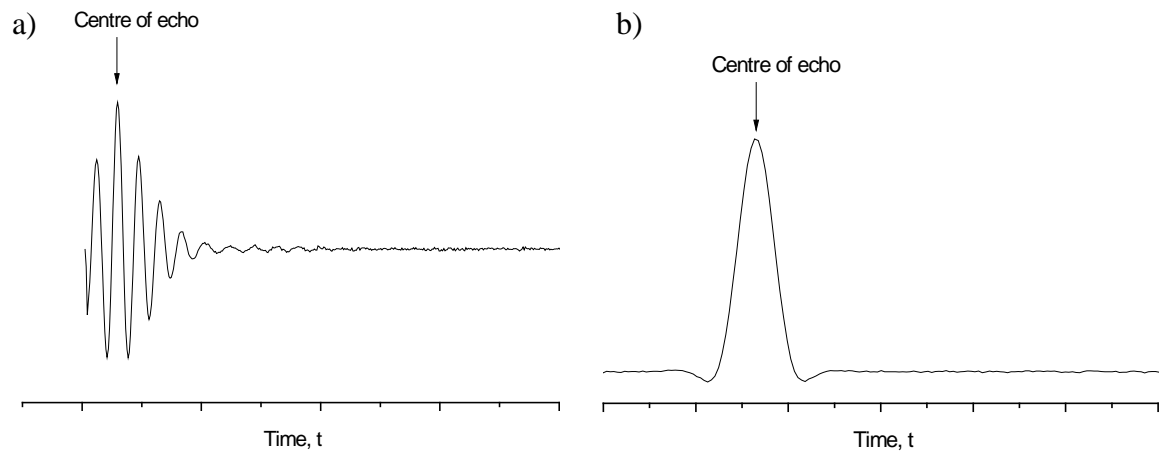 a)
Centre of echo
Time, t
b)
Centre of echo
Time, t